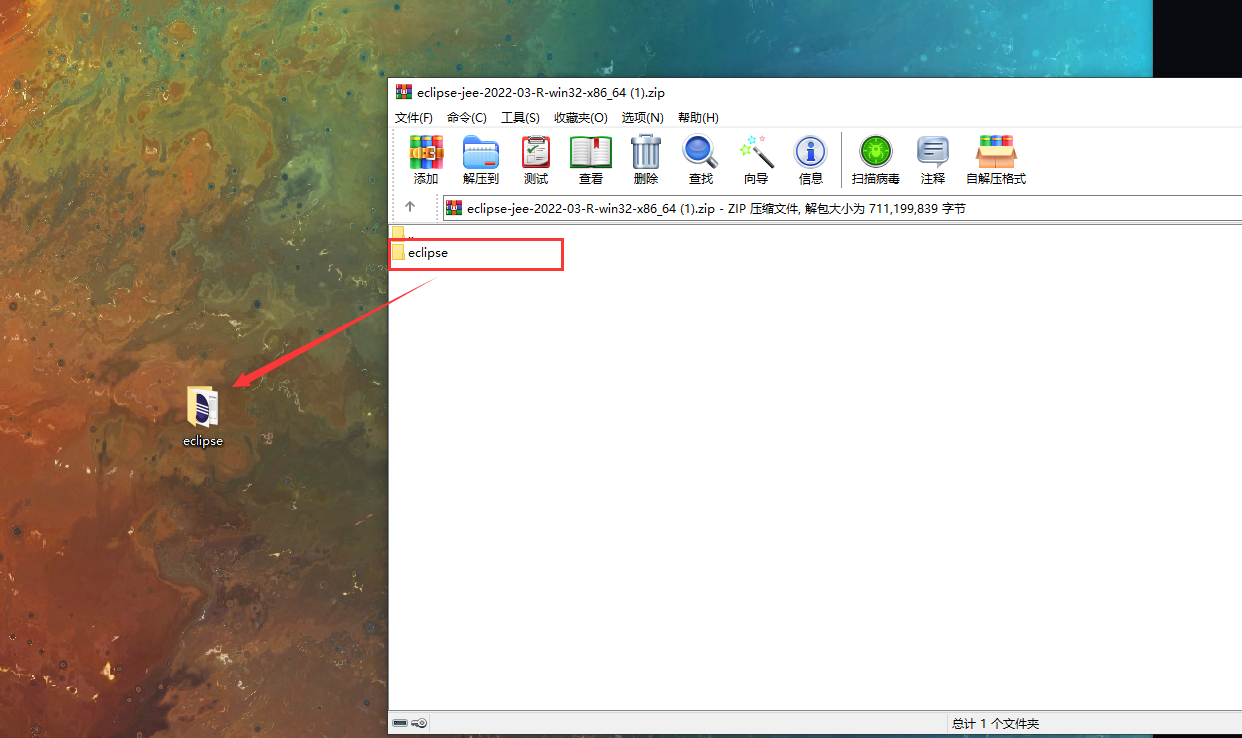 eclipse-jee-2022-03-R-win32-x86_64 (1).zip
文件(F) 命令(C) 工具(S) 收藏夹(O) 选项(N) 帮助(H)
添加 解压到 测试 查看 删除 查找 向导 信息 扫描病毒 注释 自解压格式
eclipse-jee-2022-03-R-win32-x86_64 (1).zip - ZIP 压缩文件, 解包大小为 711,199,839 字节
..
eclipse
eclipse
总计 1 个文件夹